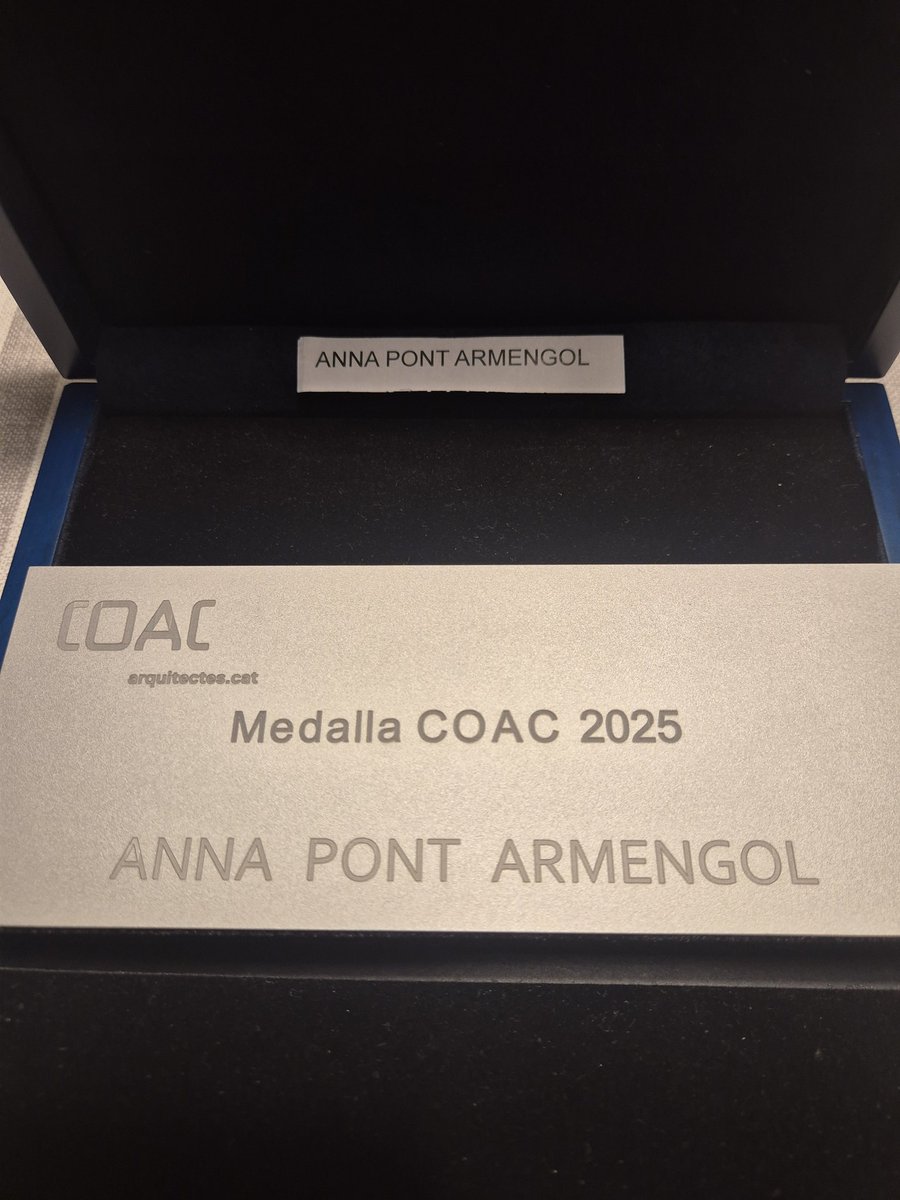 ANNA PONT ARMENGOL
COAC
arquitectes.cat
Medalla COAC 2025
ANNA PONT ARMENGOL